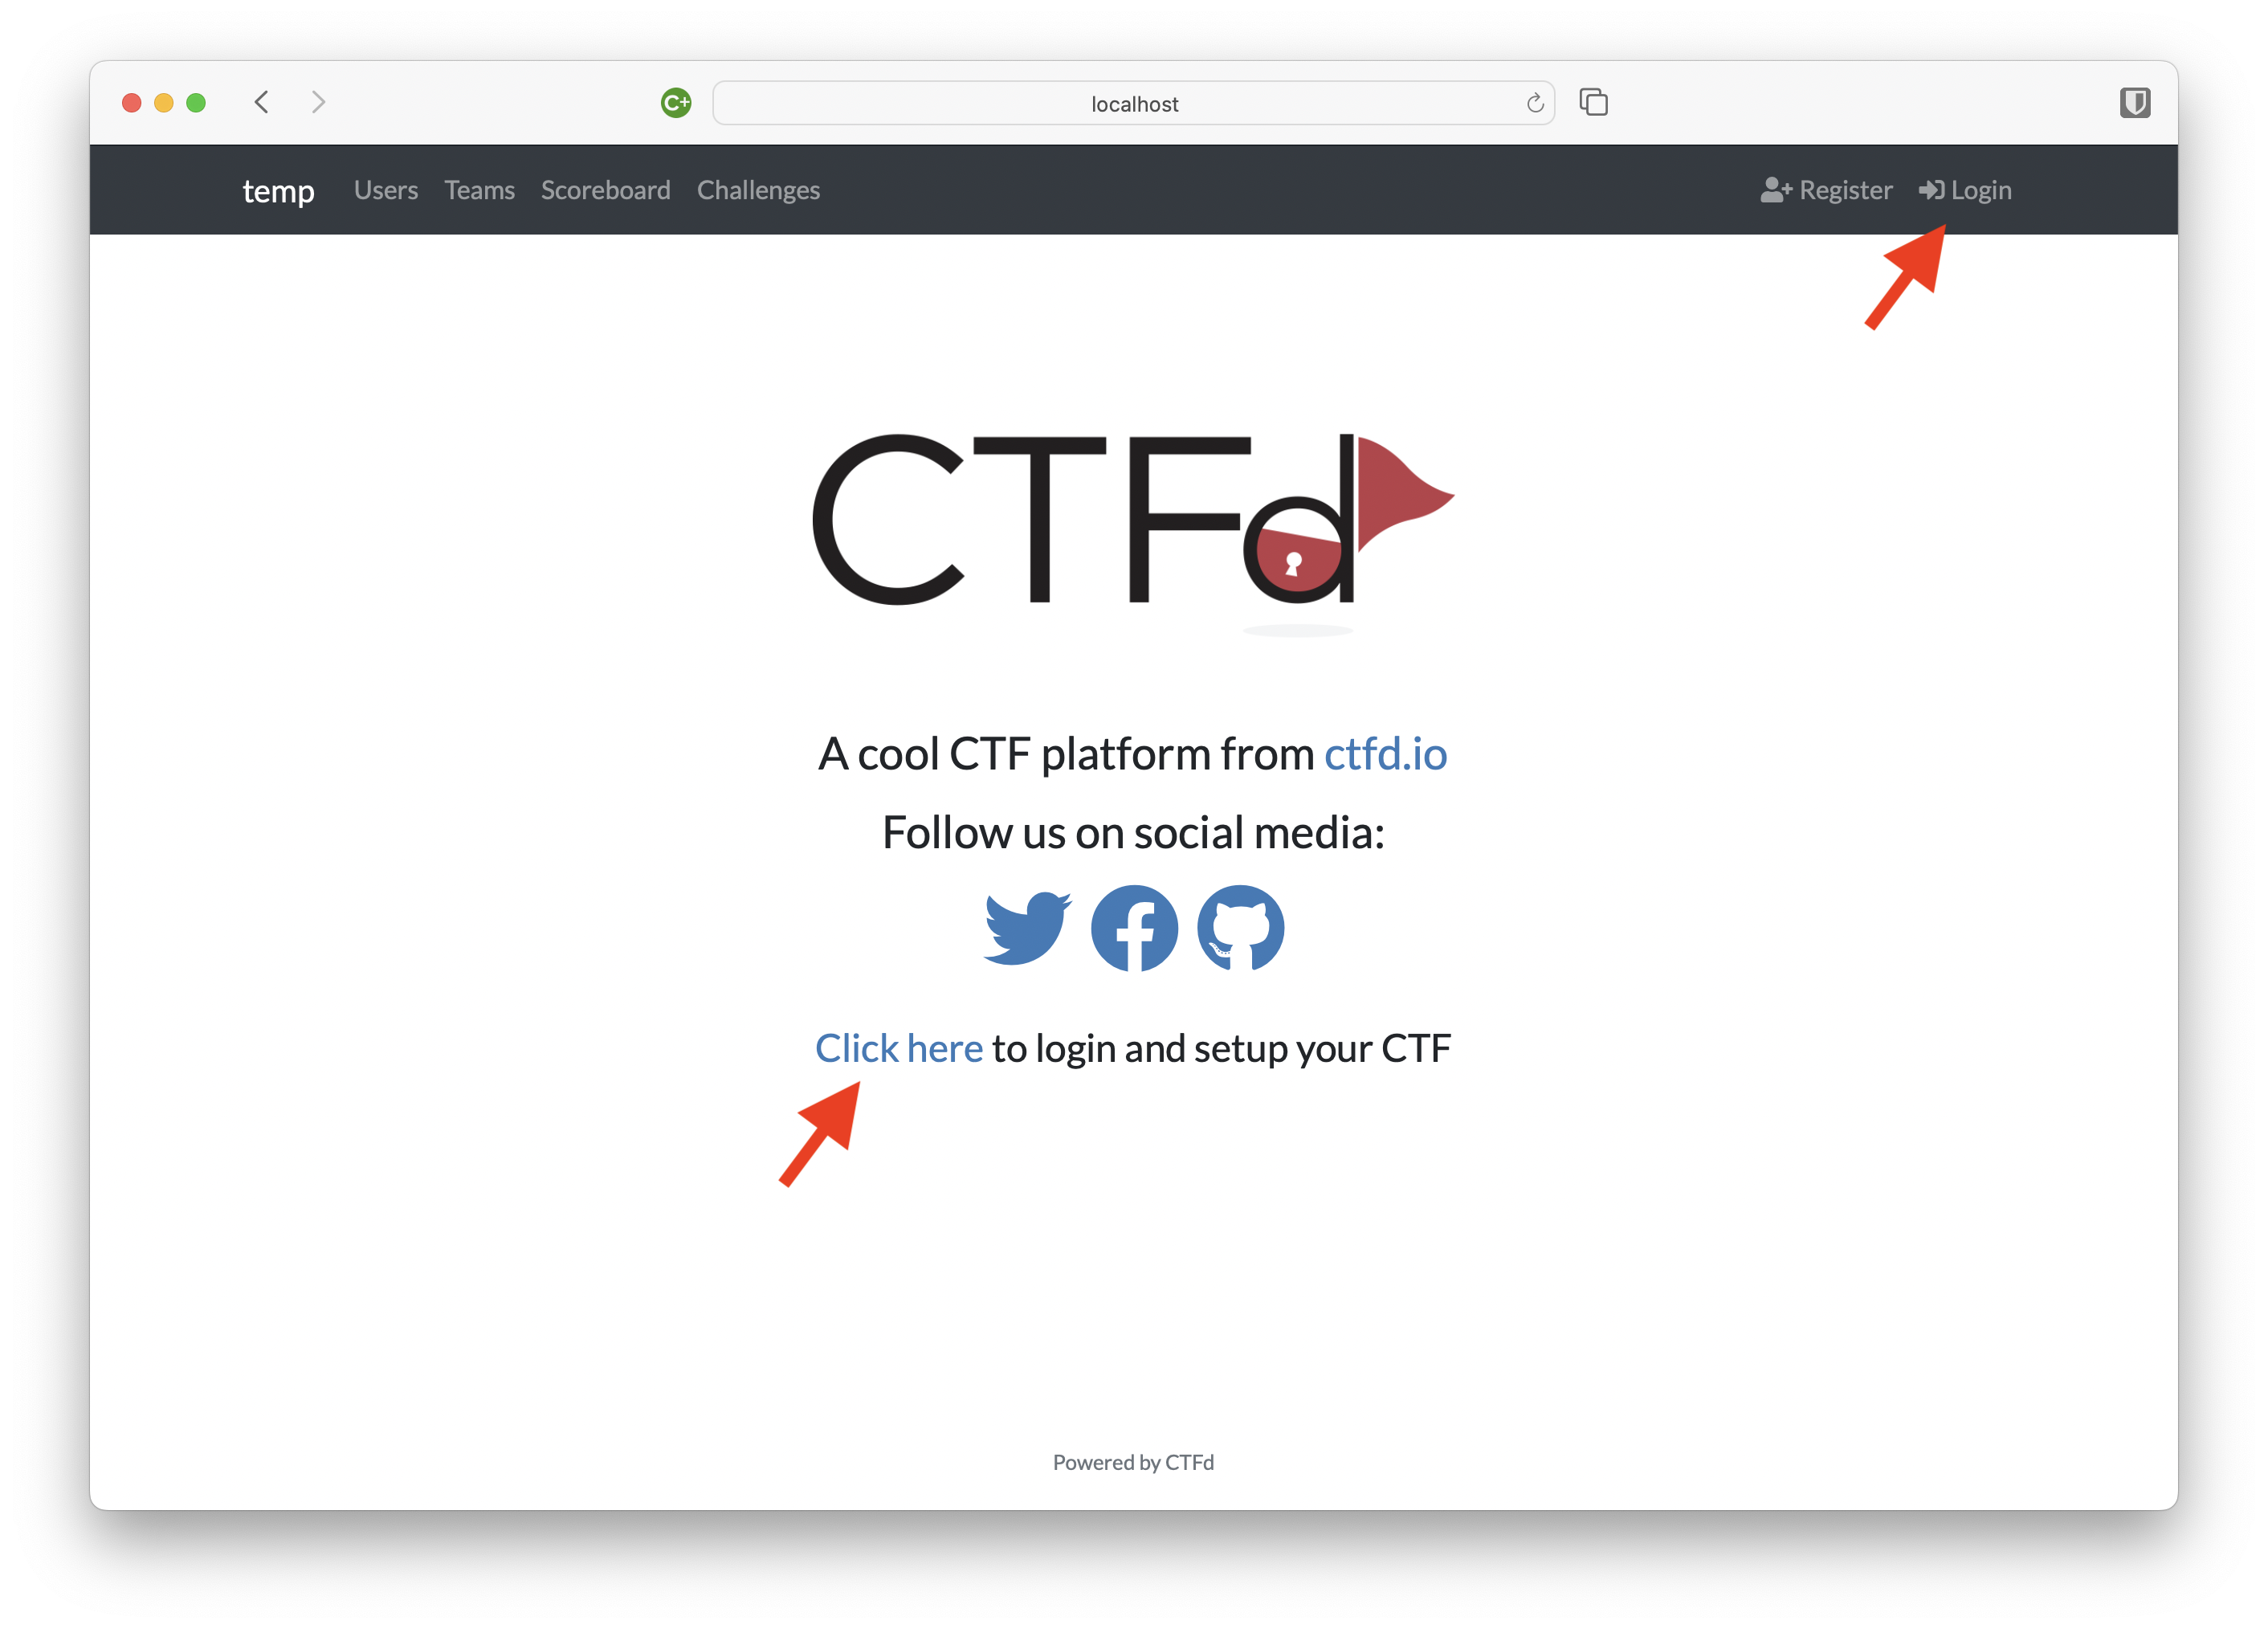 C+ localhost
temp Users Teams Scoreboard Challenges Register Login
CTFd
A cool CTF platform from ctfd.io
Follow us on social media:
Click here to login and setup your CTF
Powered by CTFd